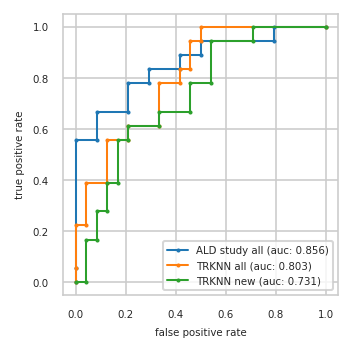 1.0
0.8
0.6
0.4
0.2
0.0
true positive rate
ALD study all (auc: 0.856)
TRKNN all (auc: 0.803)
TRKNN new (auc: 0.731)
0.0 0.2 0.4 0.6 0.8 1.0
false positive rate